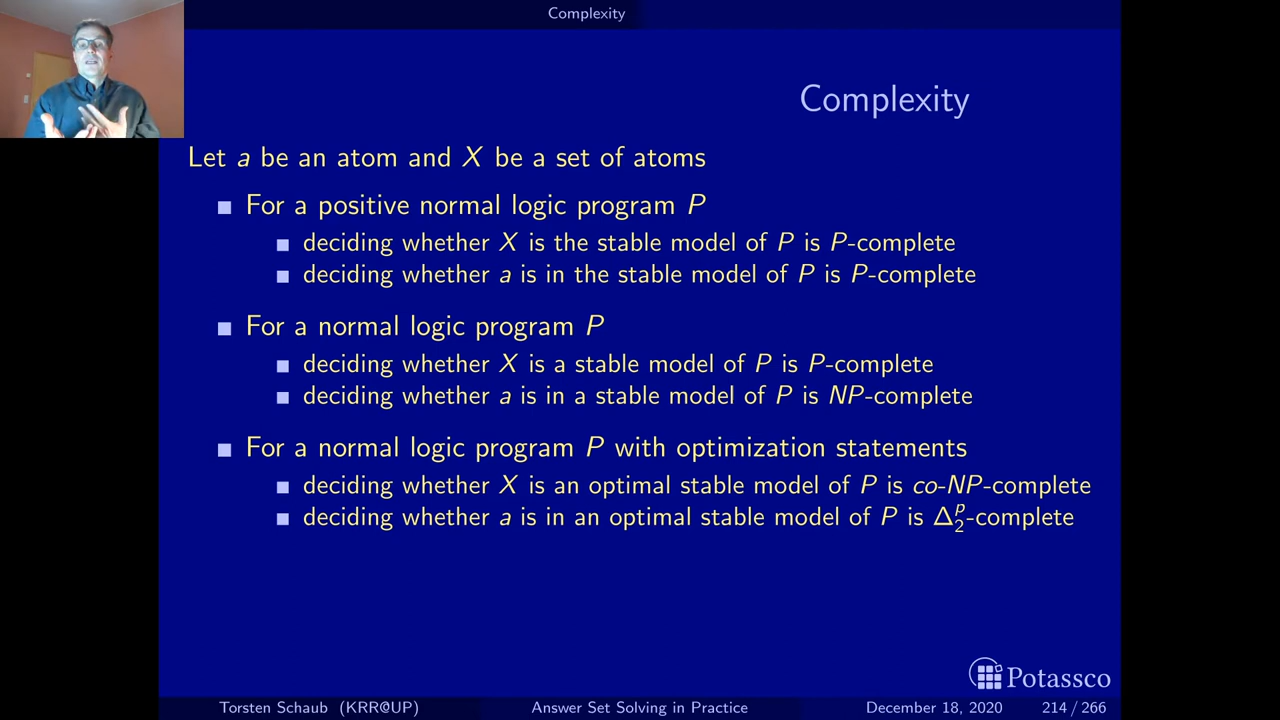 Complexity
Complexity
Let a be an atom and X be a set of atoms
For a positive normal logic program P
deciding whether X is the stable model of P is P-complete
deciding whether a is in the stable model of P is P-complete
For a normal logic program P
deciding whether X is a stable model of P is P-complete
deciding whether a is in a stable model of P is NP-complete
For a normal logic program P with optimization statements
deciding whether X is an optimal stable model of P is co-NP-complete
deciding whether a is in an optimal stable model of P is Δ₂ᵖ-complete
Potassco
Torsten Schaub (KRR@UP) Answer Set Solving in Practice December 18, 2020 214 / 266